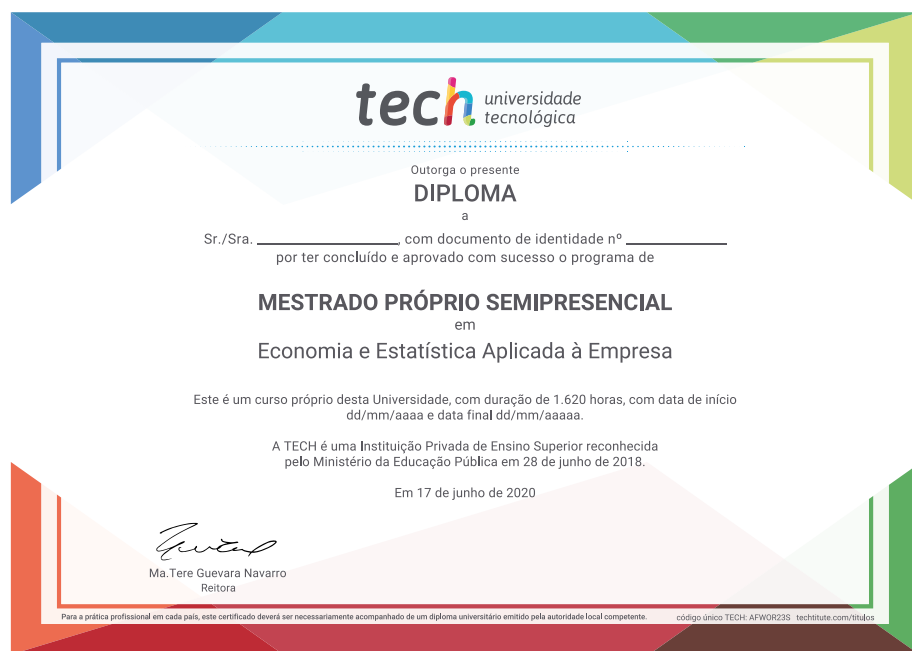 tech universidade
tecnológica
Outorga o presente
DIPLOMA
a
Sr./Sra. ____________________, com documento de identidade nº ______________
por ter concluído e aprovado com sucesso o programa de
MESTRADO PRÓPRIO SEMIPRESENCIAL
em
Economia e Estatística Aplicada à Empresa
Este é um curso próprio desta Universidade, com duração de 1.620 horas, com data de início
dd/mm/aaaa e data final dd/mm/aaaaa.
A TECH é uma Instituição Privada de Ensino Superior reconhecida
pelo Ministério da Educação Pública em 28 de junho de 2018.
Em 17 de junho de 2020
Ma.Tere Guevara Navarro
Reitora
Para a prática profissional em cada país, este certificado deverá ser necessariamente acompanhado de um diploma universitário emitido pela autoridade local competente. código único TECH: AFWOR23S techtitute.com/titulos